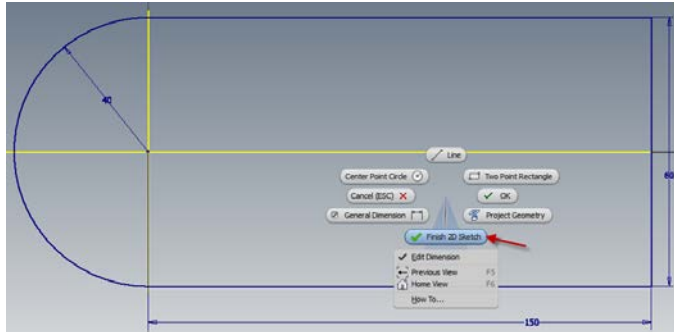 40
Line
Center Point Circle
Two Point Rectangle
Cancel (ESC)
OK
80
General Dimension
Project Geometry
Finish 2D Sketch
Edit Dimension
Previous View F5
Home View F6
How To...
150